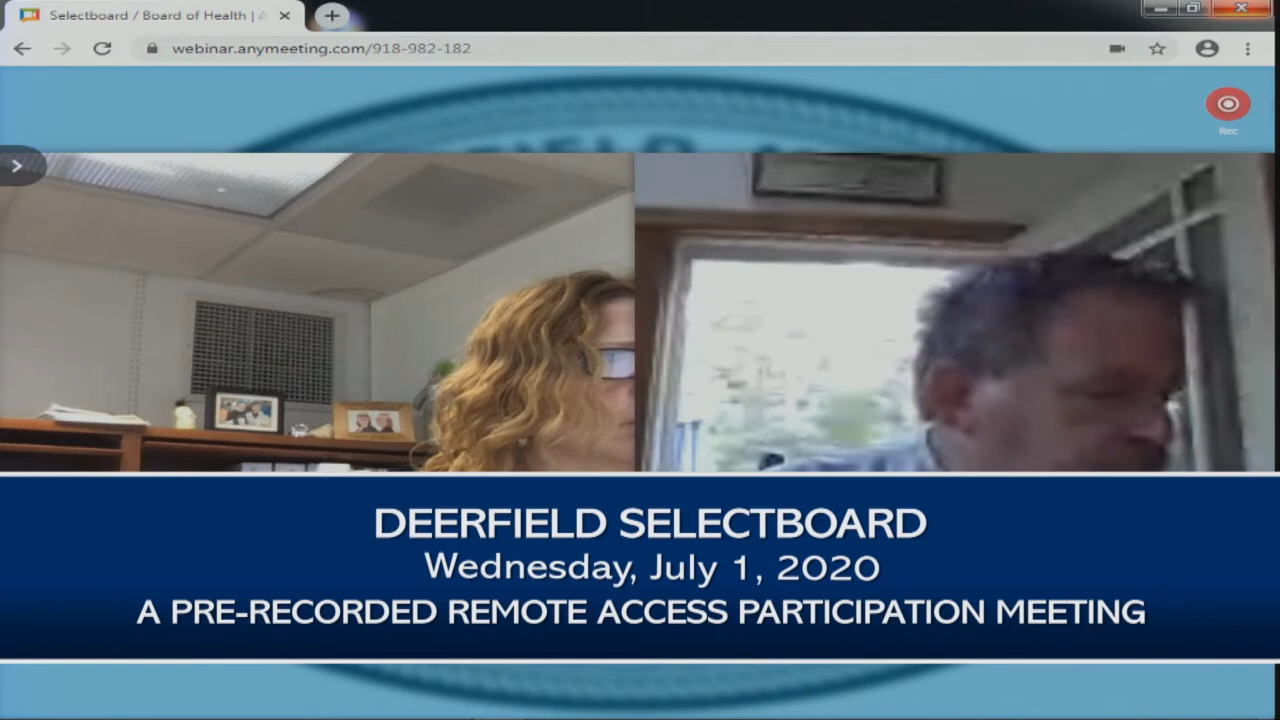 Selectboard / Board of Health | A
webinar.anymeeting.com/918-982-182
Rec
DEERFIELD SELECTBOARD
Wednesday, July 1, 2020
A PRE-RECORDED REMOTE ACCESS PARTICIPATION MEETING